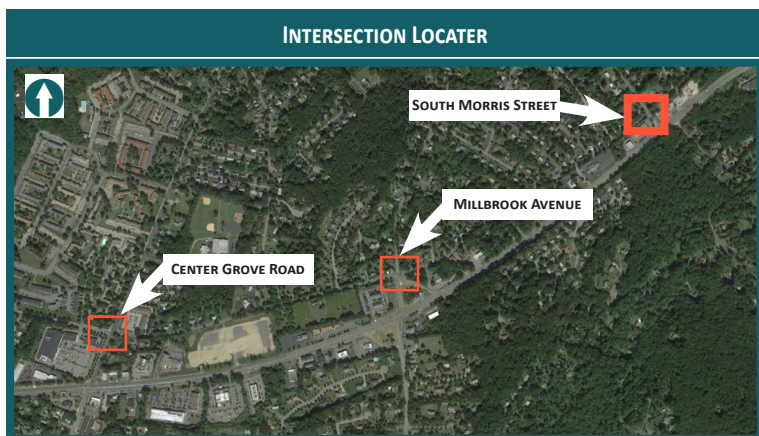 INTERSECTION LOCATER
SOUTH MORRIS STREET
MILLBROOK AVENUE
CENTER GROVE ROAD